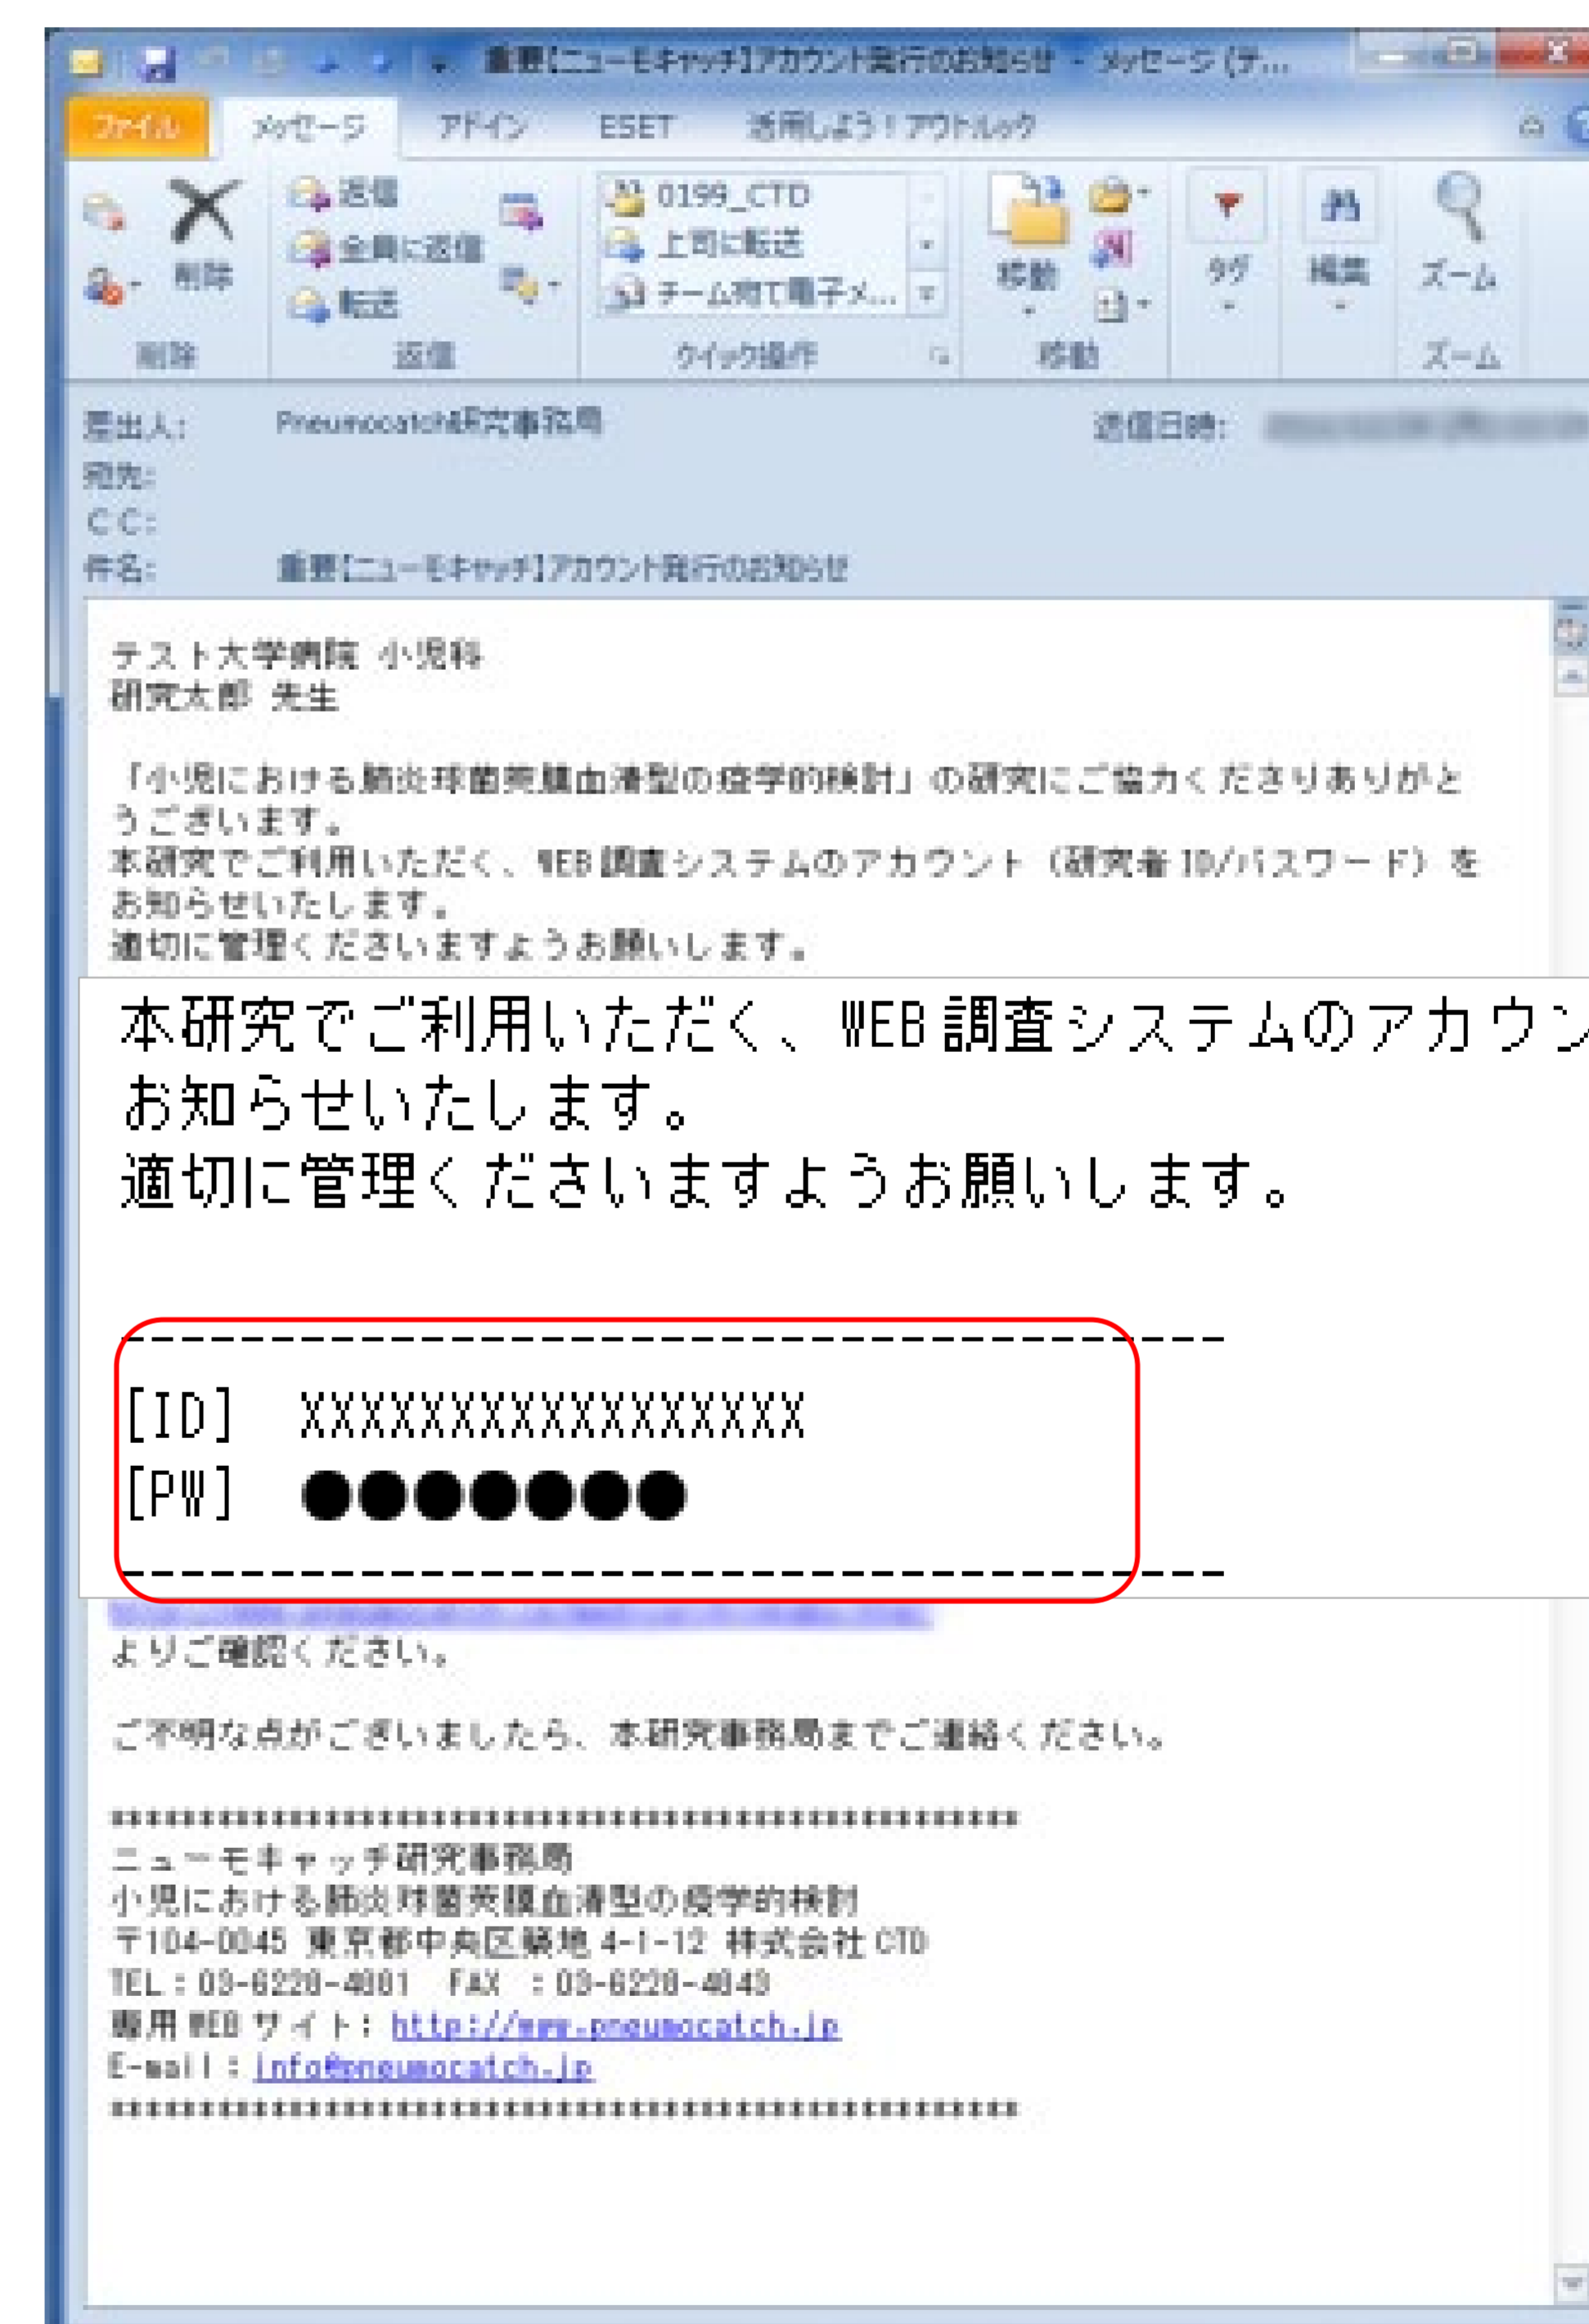 重要【ニューモキャッチ】アカウント発行のお知らせ - メッセージ (テ...
ファイル メッセージ アドイン ESET 活用しよう！アウトルック
返信 0199_CTD
全員に返信 上司に転送
削除 転送 チーム宛て電子メ... 移動 タグ 編集 ズーム
削除 返信 クイック操作 移動 ズーム
差出人: Pneumocatch研究事務局 送信日時:
宛先:
CC:
件名: 重要【ニューモキャッチ】アカウント発行のお知らせ
テスト大学病院 小児科
研究太郎 先生
「小児における肺炎球菌莢膜血清型の疫学的検討」の研究にご協力くださりありがと
うございます。
本研究でご利用いただく、WEB調査システムのアカウント（研究者ID/パスワード）を
お知らせいたします。
適切に管理くださいますようお願いします。
本研究でご利用いただく、WEB調査システムのアカウン
お知らせいたします。
適切に管理くださいますようお願いします。
-------------------------------------
[ID] XXXXXXXXXXXXXXXXX
[PW] ●●●●●●●
-------------------------------------
よりご確認ください。
ご不明な点がございましたら、本研究事務局までご連絡ください。
ニューモキャッチ研究事務局
小児における肺炎球菌莢膜血清型の疫学的検討
〒104-0045 東京都中央区築地 4-1-12 株式会社 CTD
TEL：03-6228-4881 FAX ：03-6228-4843
専用 WEB サイト： http://www.pneumocatch.jp
E-mail：info@pneumocatch.jp